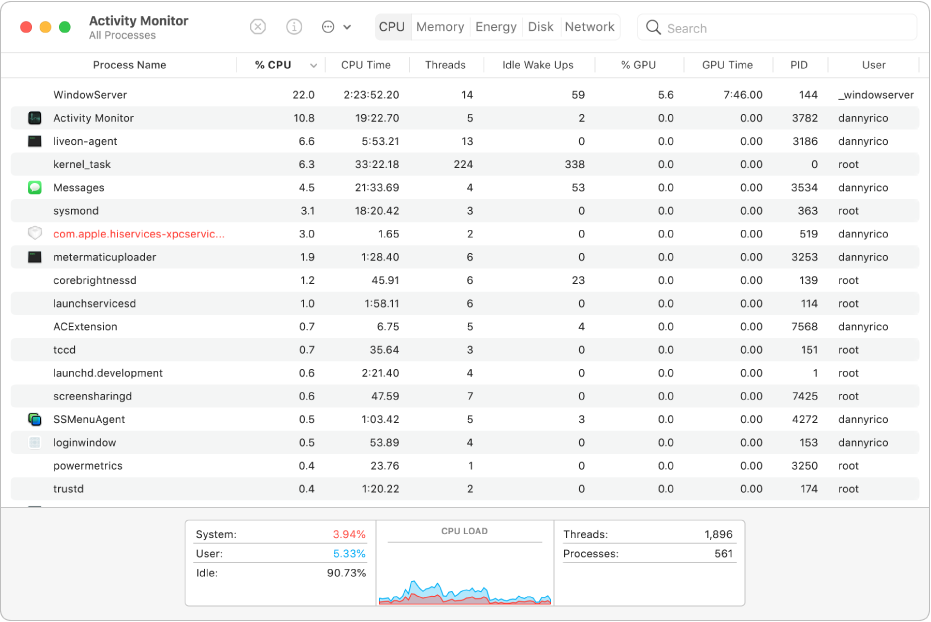 Activity Monitor
All Processes
CPU Memory Energy Disk Network
Search
Process Name % CPU CPU Time Threads Idle Wake Ups % GPU GPU Time PID User
WindowServer 22.0 2:23:52.20 14 59 5.6 7:46.00 144 _windowserver
Activity Monitor 10.8 19:22.70 5 2 0.0 0.00 3782 dannyrico
liveon-agent 6.6 5:53.21 13 0 0.0 0.00 3186 dannyrico
kernel_task 6.3 33:22.18 224 338 0.0 0.00 0 root
Messages 4.5 21:33.69 4 53 0.0 0.00 3534 dannyrico
sysmond 3.1 18:20.42 3 0 0.0 0.00 363 root
com.apple.hiservices-xpcservic... 3.0 1.65 2 0 0.0 0.00 519 dannyrico
metermaticuploader 1.9 1:28.40 6 0 0.0 0.00 3253 dannyrico
corebrightnessd 1.2 45.91 6 23 0.0 0.00 139 root
launchservicesd 1.0 1:58.11 6 0 0.0 0.00 114 root
ACExtension 0.7 6.75 5 4 0.0 0.00 7568 dannyrico
tccd 0.7 35.64 3 0 0.0 0.00 151 root
launchd.development 0.6 2:21.40 4 0 0.0 0.00 1 root
screensharingd 0.6 47.59 7 0 0.0 0.00 7425 root
SSMenuAgent 0.5 1:03.42 5 3 0.0 0.00 4272 dannyrico
loginwindow 0.5 53.89 4 0 0.0 0.00 153 dannyrico
powermetrics 0.4 23.76 1 0 0.0 0.00 3250 root
trustd 0.4 1:20.22 2 0 0.0 0.00 174 root
System: 3.94%
User: 5.33%
Idle: 90.73%
CPU LOAD
Threads: 1,896
Processes: 561